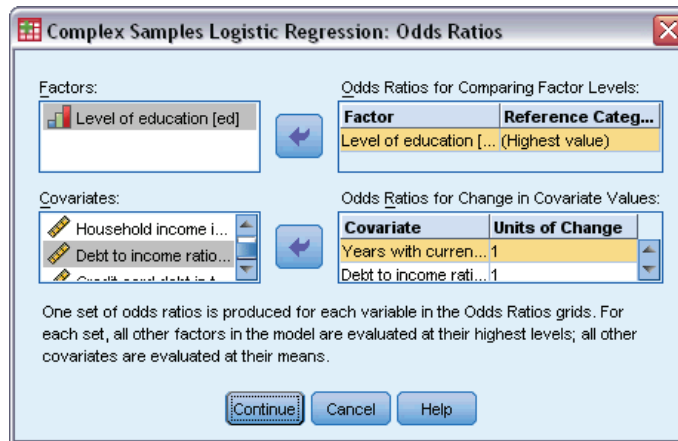 Complex Samples Logistic Regression: Odds Ratios
Factors:
Level of education [ed]
Odds Ratios for Comparing Factor Levels:
Factor Reference Categ...
Level of education [... (Highest value)
Covariates:
Household income i...
Debt to income ratio...
Credit card debt in t...
Odds Ratios for Change in Covariate Values:
Covariate Units of Change
Years with curren... 1
Debt to income rati... 1
One set of odds ratios is produced for each variable in the Odds Ratios grids. For
each set, all other factors in the model are evaluated at their highest levels; all other
covariates are evaluated at their means.
Continue Cancel Help